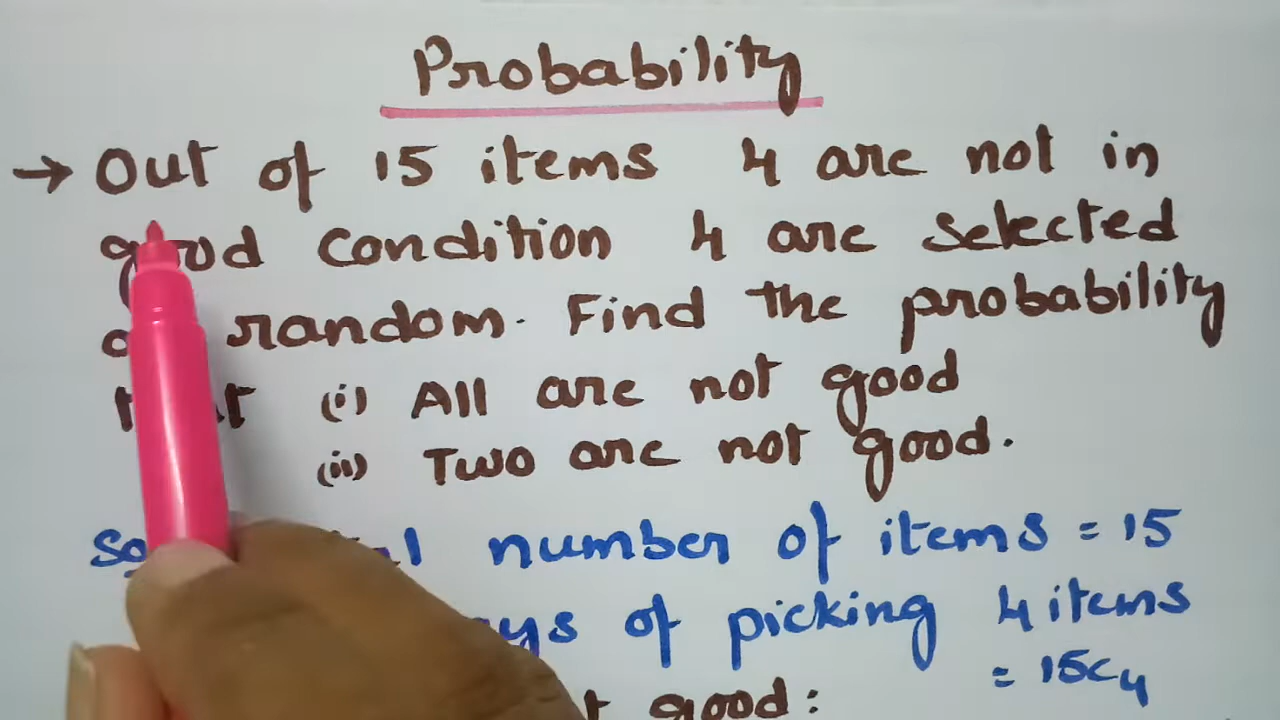 Probability
→ Out of 15 items 4 are not in
good condition 4 are selected
random. Find the probability
(i) All are not good
(ii) Two are not good.
number of items = 15
of picking 4 items
= 15C4
good: